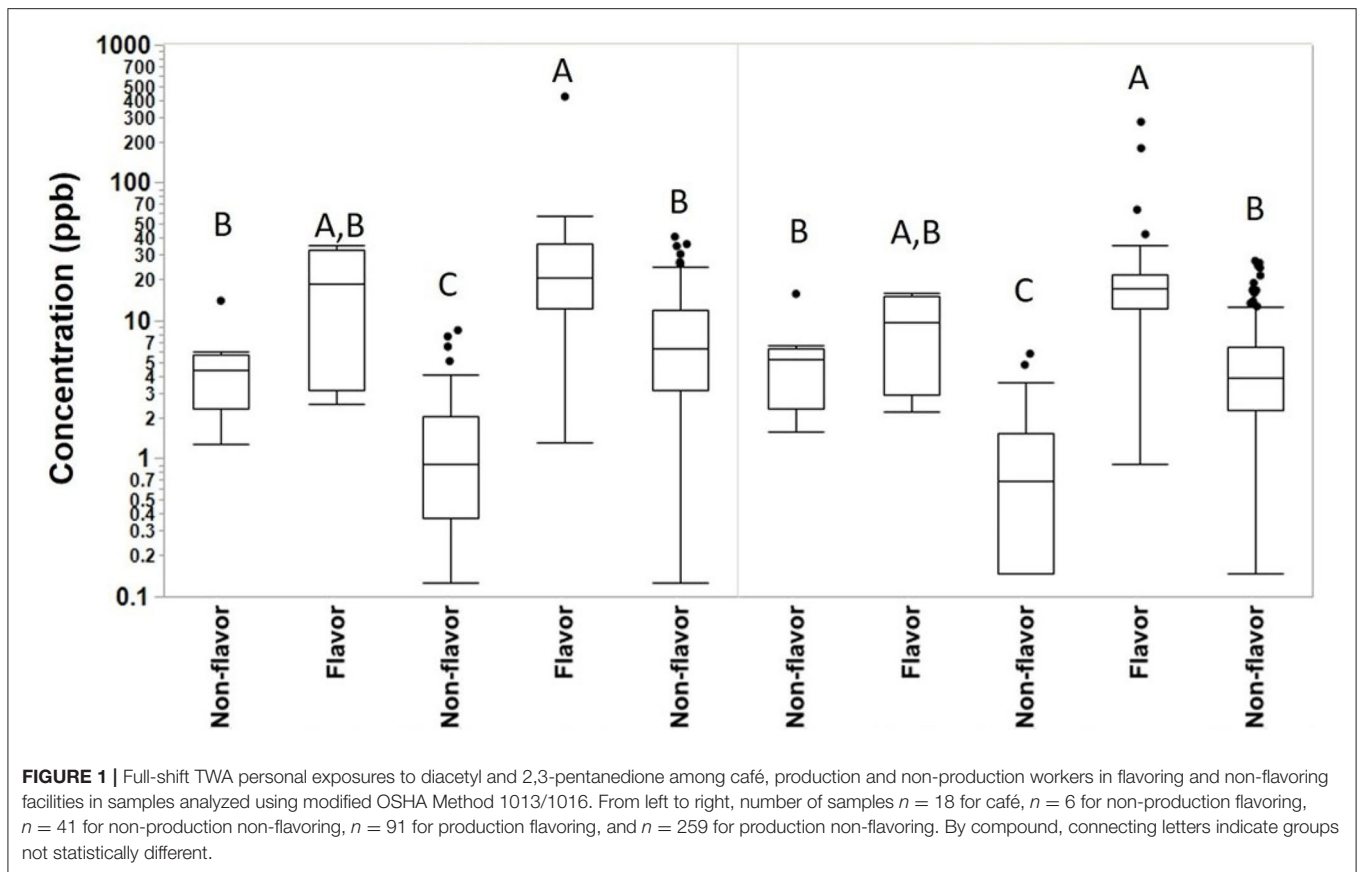 Concentration (ppb)
1000
700
500
400
300
200
100
70
50
40
30
20
10
7
5
4
3
2
1
0.7
0.5
0.4
0.3
0.2
0.1
B
A,B
C
A
B
B
A,B
C
A
B
Non-flavor
Flavor
Non-flavor
Flavor
Non-flavor
Non-flavor
Flavor
Non-flavor
Flavor
Non-flavor
FIGURE 1 | Full-shift TWA personal exposures to diacetyl and 2,3-pentanedione among café, production and non-production workers in flavoring and non-flavoring
facilities in samples analyzed using modified OSHA Method 1013/1016. From left to right, number of samples n = 18 for café, n = 6 for non-production flavoring,
n = 41 for non-production non-flavoring, n = 91 for production flavoring, and n = 259 for production non-flavoring. By compound, connecting letters indicate groups
not statistically different.